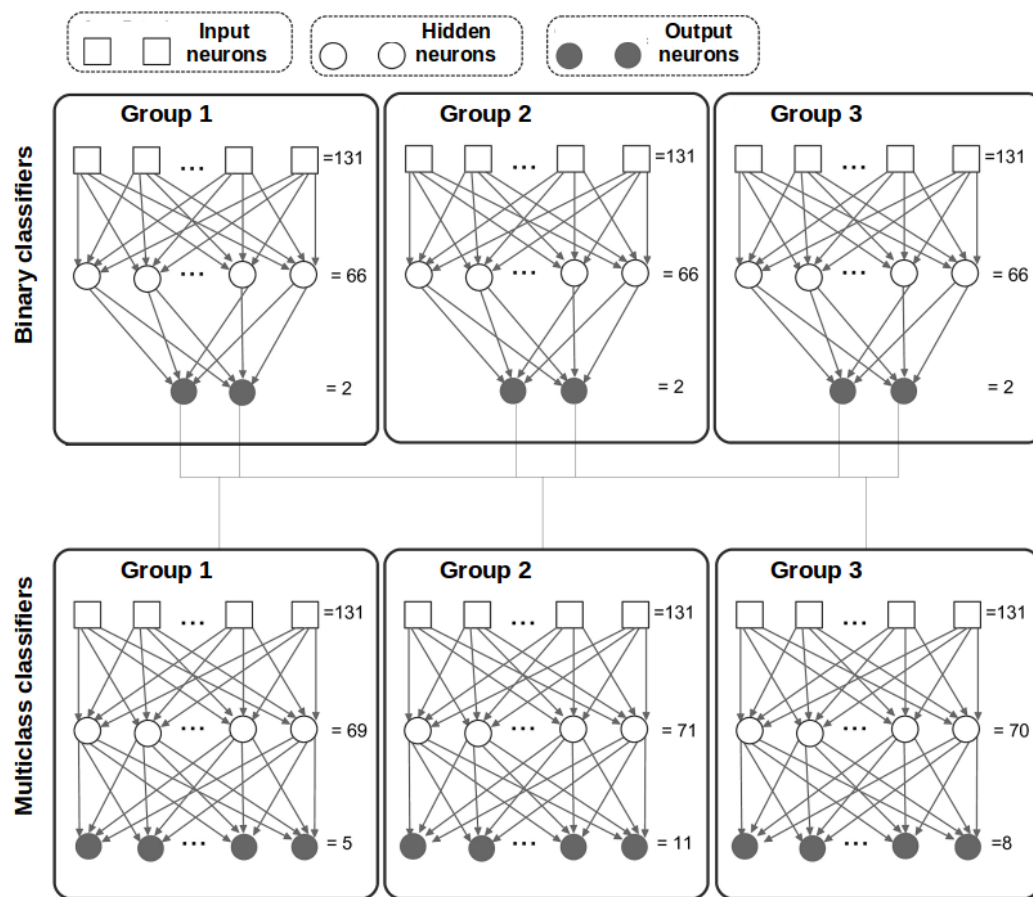 Input
neurons
Hidden
neurons
Output
neurons
Binary classifiers
Group 1
... =131
... = 66
= 2
Group 2
... =131
... = 66
= 2
Group 3
... =131
... = 66
= 2
Multiclass classifiers
Group 1
... =131
... = 69
... = 5
Group 2
... =131
... = 71
... = 11
Group 3
... =131
... = 70
... =8